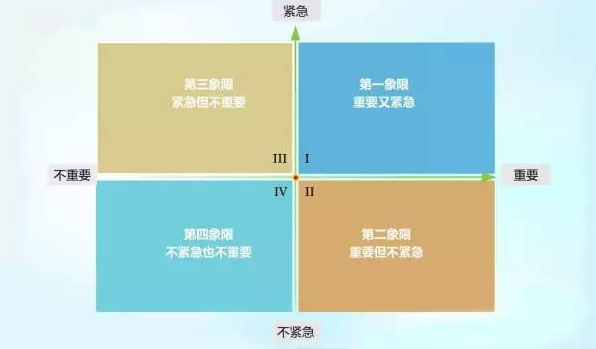 紧急
第三象限
紧急但不重要
第一象限
重要又紧急
III
I
不重要
重要
IV
II
第四象限
不紧急也不重要
第二象限
重要但不紧急
不紧急